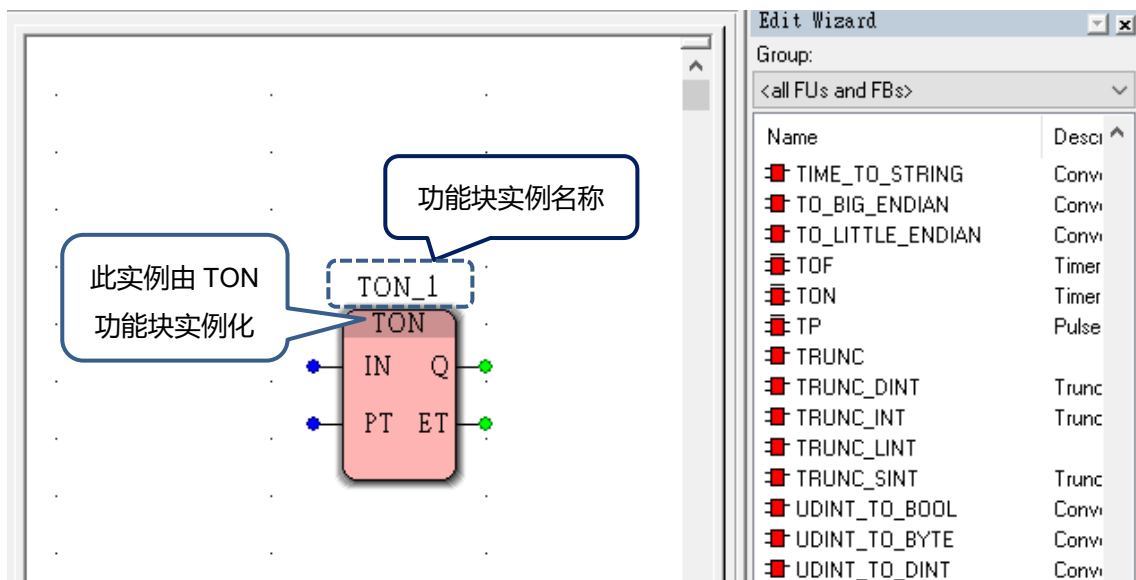 功能块实例名称
此实例由 TON
功能块实例化
TON_1
TON
IN Q
PT ET
Edit Wizard
Group:
<all FUs and FBs>
Name Descr
TIME_TO_STRING Conv
TO_BIG_ENDIAN Conv
TO_LITTLE_ENDIAN Conv
TOF Timer
TON Timer
TP Pulse
TRUNC
TRUNC_DINT Trunc
TRUNC_INT Trunc
TRUNC_LINT
TRUNC_SINT Trunc
UDINT_TO_BOOL Conv
UDINT_TO_BYTE Conv
UDINT_TO_DINT Conv